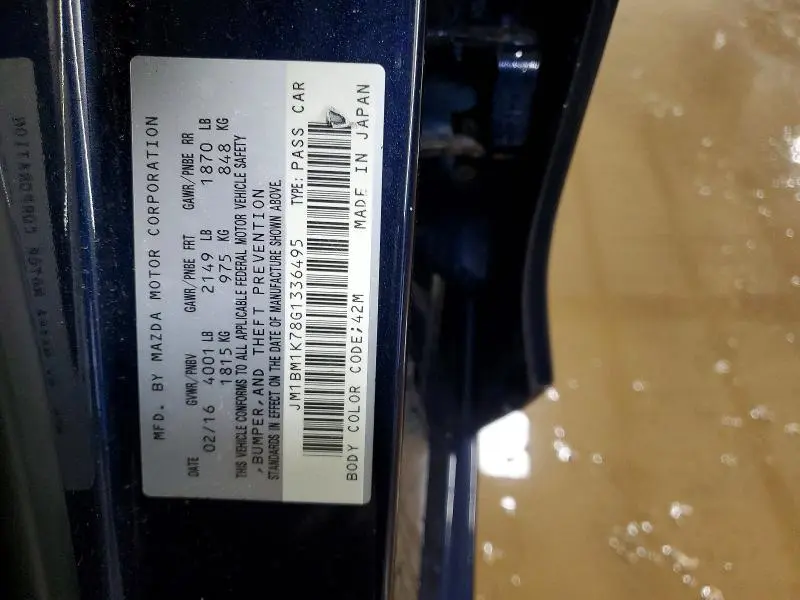 MFD. BY MAZDA MOTOR CORPORATION
DATE GVWR/PNBV GAWR/PNBE FRT GAWR/PNBE RR
02/16 4001 LB 2149 LB 1870 LB
1815 KG 975 KG 848 KG
THIS VEHICLE CONFORMS TO ALL APPLICABLE FEDERAL MOTOR VEHICLE SAFETY
,BUMPER,AND THEFT PREVENTION
STANDARDS IN EFFECT ON THE DATE OF MANUFACTURE SHOWN ABOVE.
JM1BM1K78G1336495 TYPE: PASS CAR
BODY COLOR CODE;42M MADE IN JAPAN